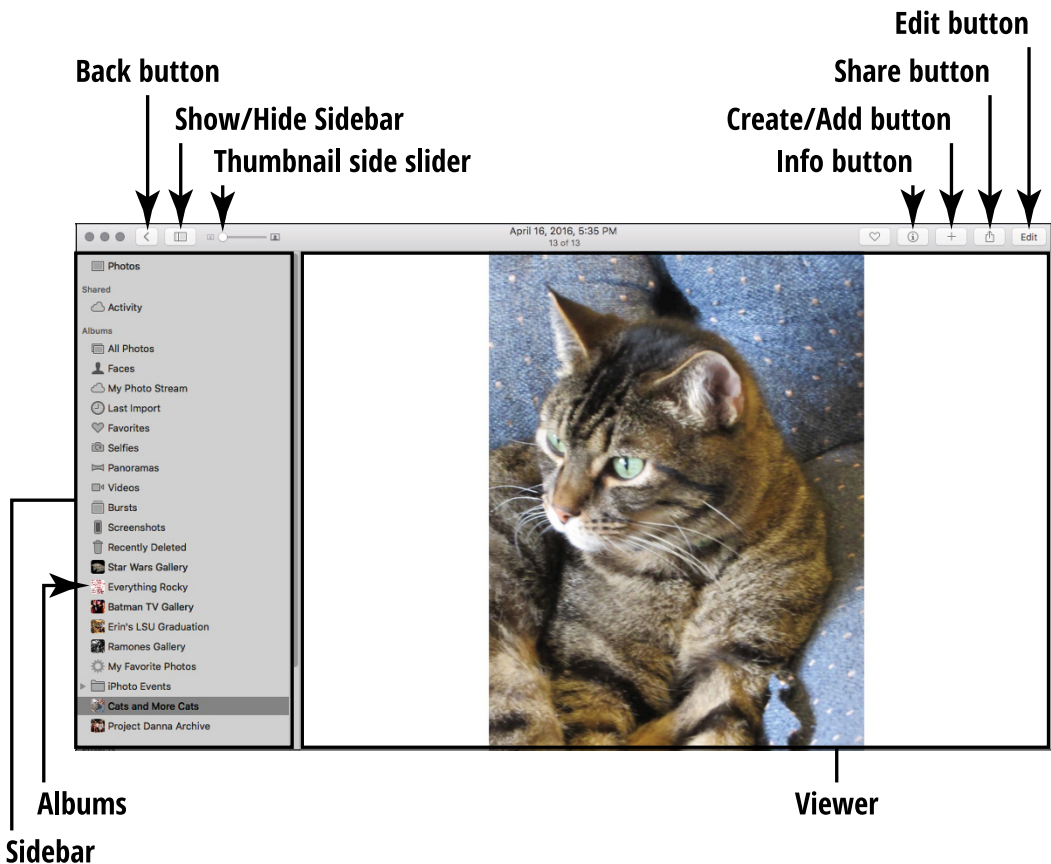 Edit button
Back button
Share button
Show/Hide Sidebar
Create/Add button
Thumbnail side slider
Info button
April 16, 2016, 5:35 PM
13 of 13
Edit
Photos
Shared
Activity
Albums
All Photos
Faces
My Photo Stream
Last Import
Favorites
Selfies
Panoramas
Videos
Bursts
Screenshots
Recently Deleted
Star Wars Gallery
Everything Rocky
Batman TV Gallery
Erin's LSU Graduation
Ramones Gallery
My Favorite Photos
iPhoto Events
Cats and More Cats
Project Danna Archive
Albums
Viewer
Sidebar